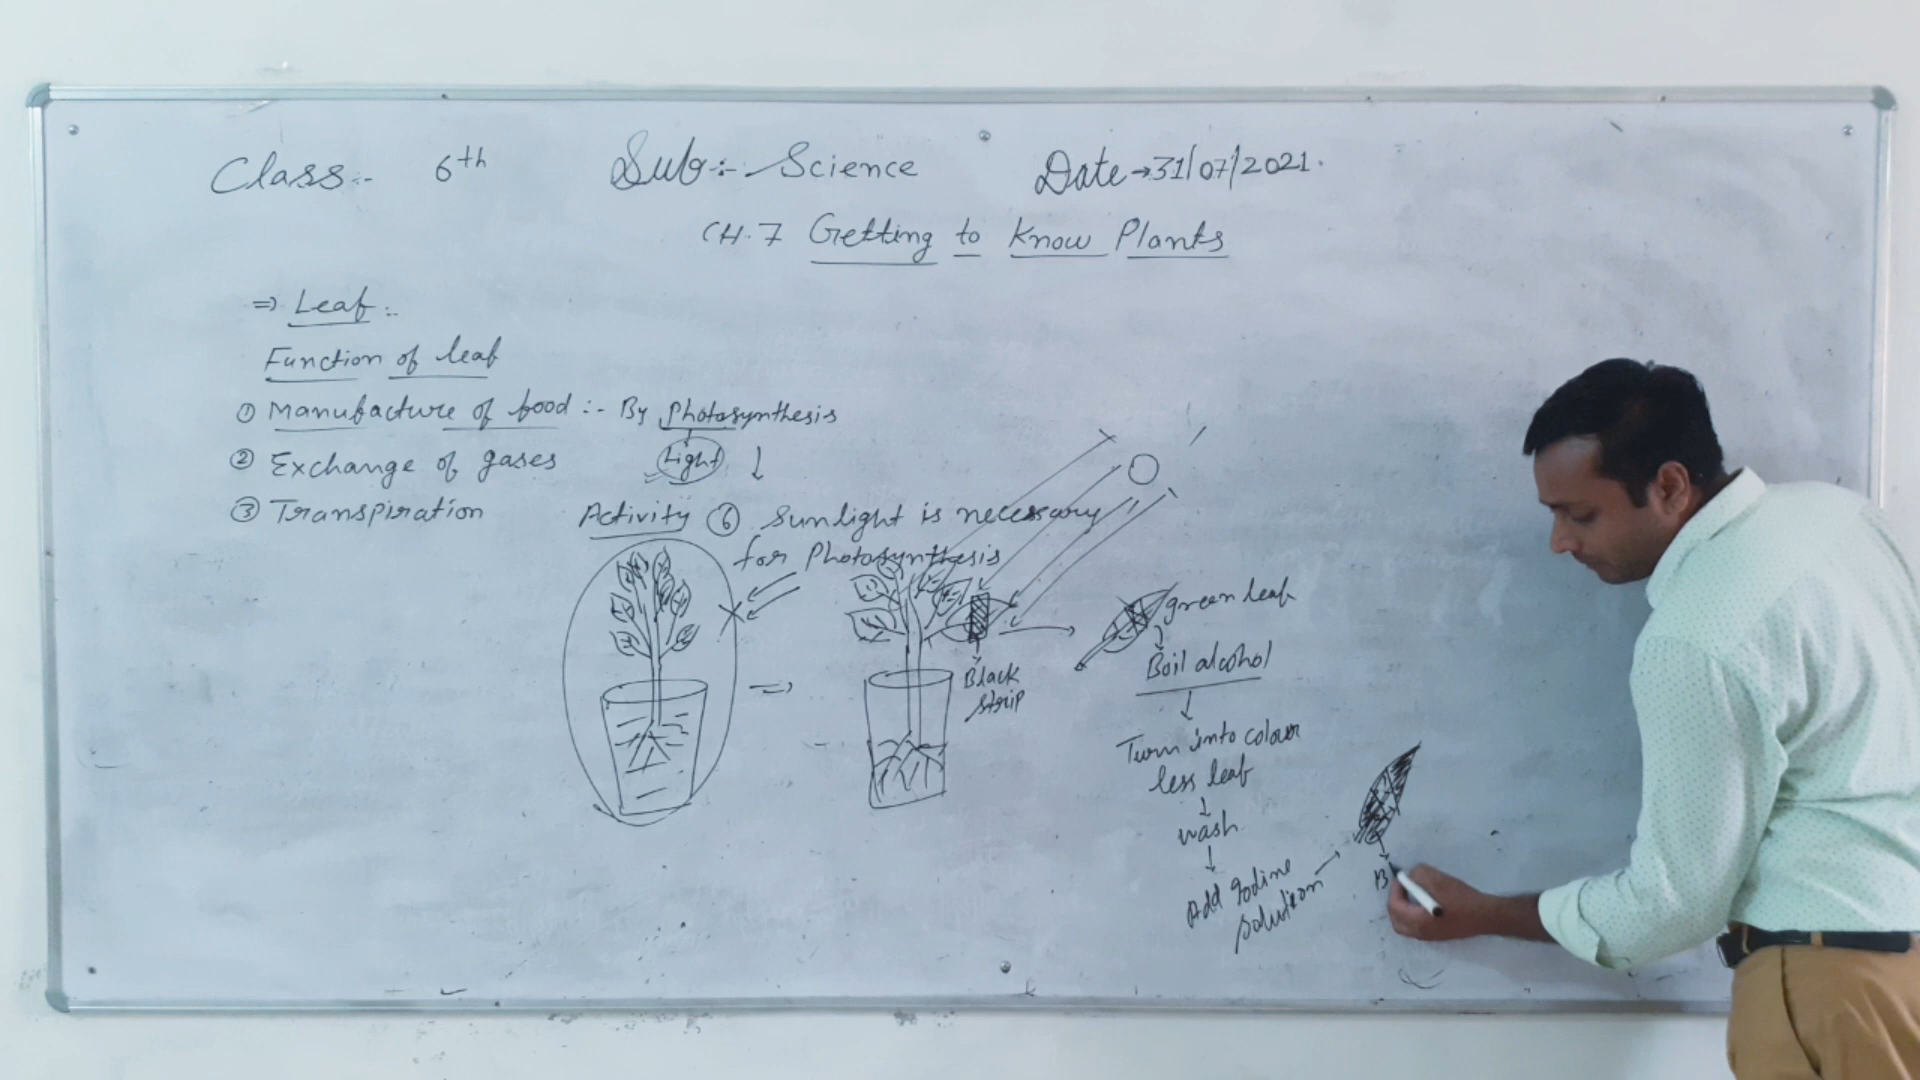 Class:- 6th Sub:- Science Date→31/07/2021.
CH.7 Getting to Know Plants
⇒ Leaf:-
Function of leaf
① Manufacture of food :- By Photosynthesis
Light
② Exchange of gases
③ Transpiration
Activity ⑥ Sunlight is necessary
for Photosynthesis
Black
strip
green leaf
Boil alcohol
Turn into colour
less leaf
wash
Add Iodine
solution
B